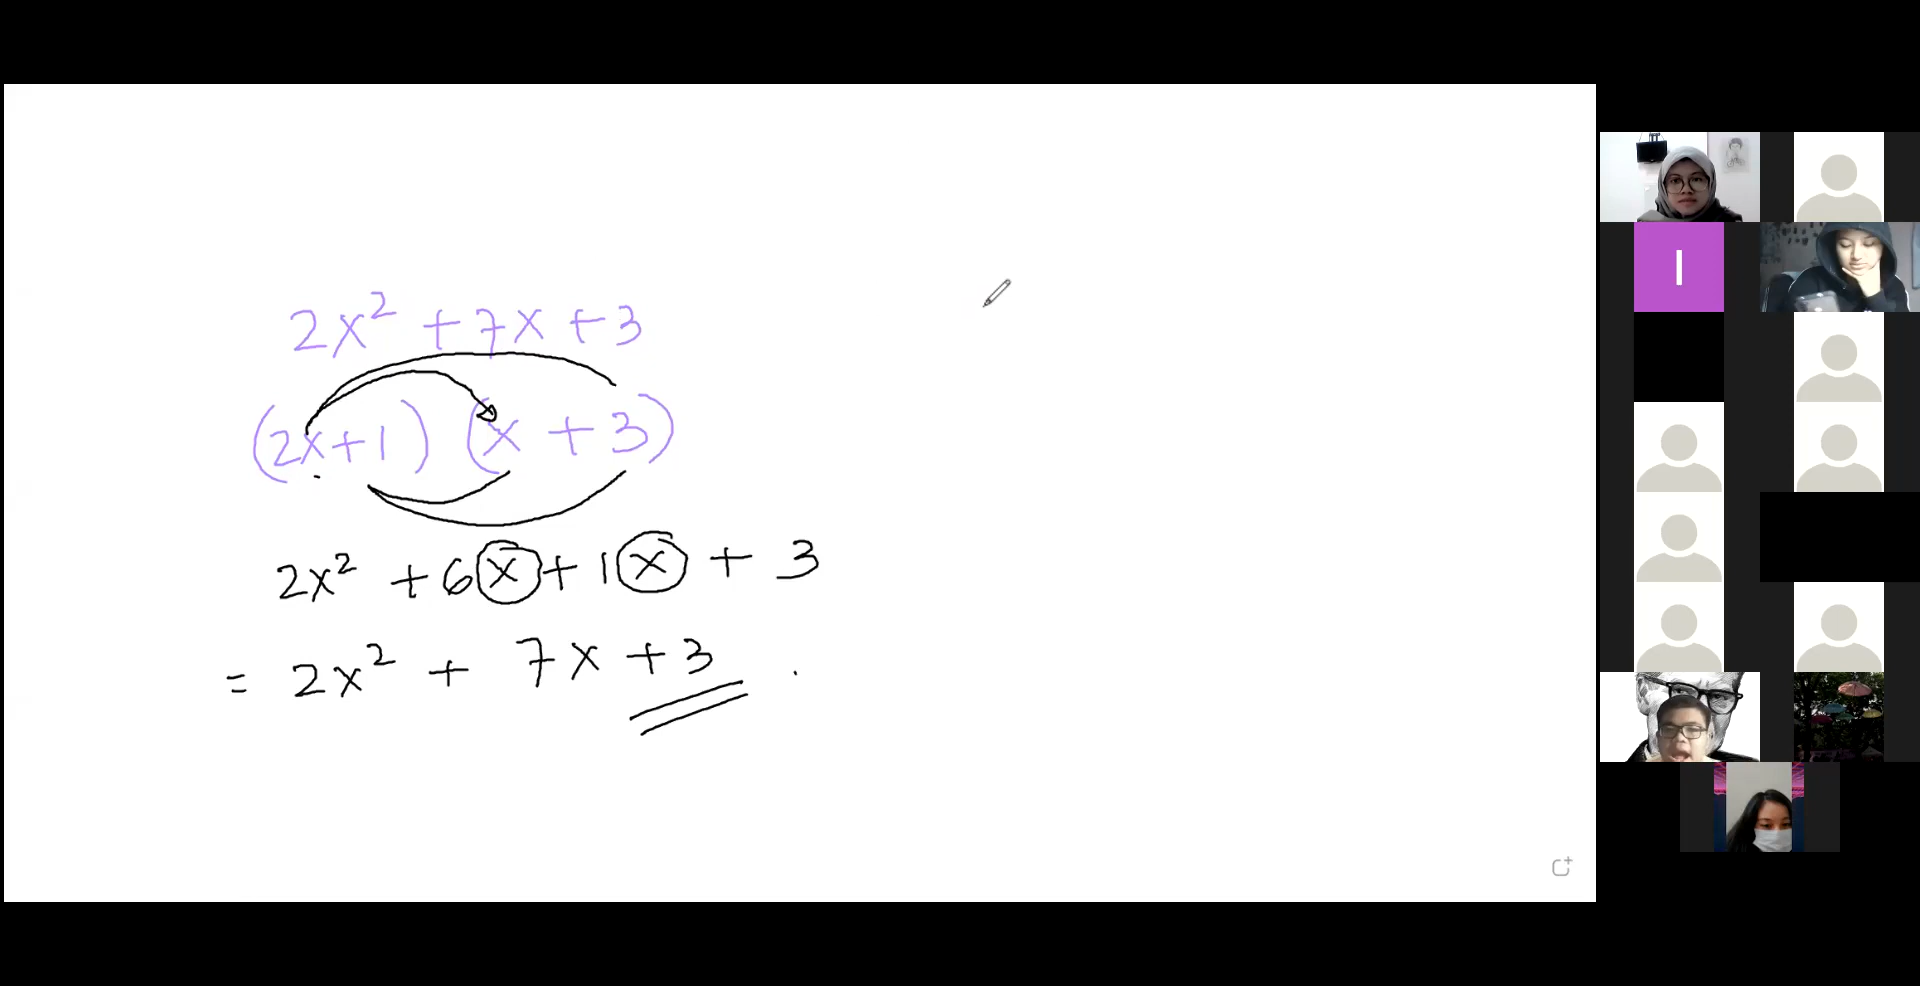 2x² + 7x + 3
(2x+1) (x + 3)
2x² + 6x + 1x + 3
= 2x² + 7x + 3
I